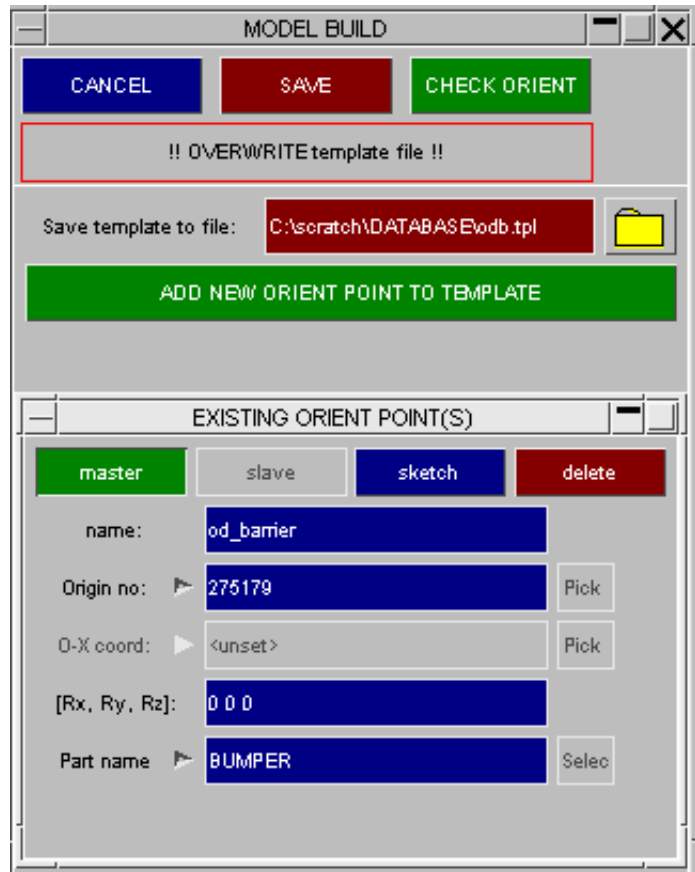 MODEL BUILD
CANCEL SAVE CHECK ORIENT
!! OVERWRITE template file !!
Save template to file: C:\scratch\DATABASE\odb.tpl
ADD NEW ORIENT POINT TO TEMPLATE
EXISTING ORIENT POINT(S)
master slave sketch delete
name: od_barrier
Origin no: 275179 Pick
O-X coord: <unset> Pick
[Rx, Ry, Rz]: 0 0 0
Part name BUMPER Selec